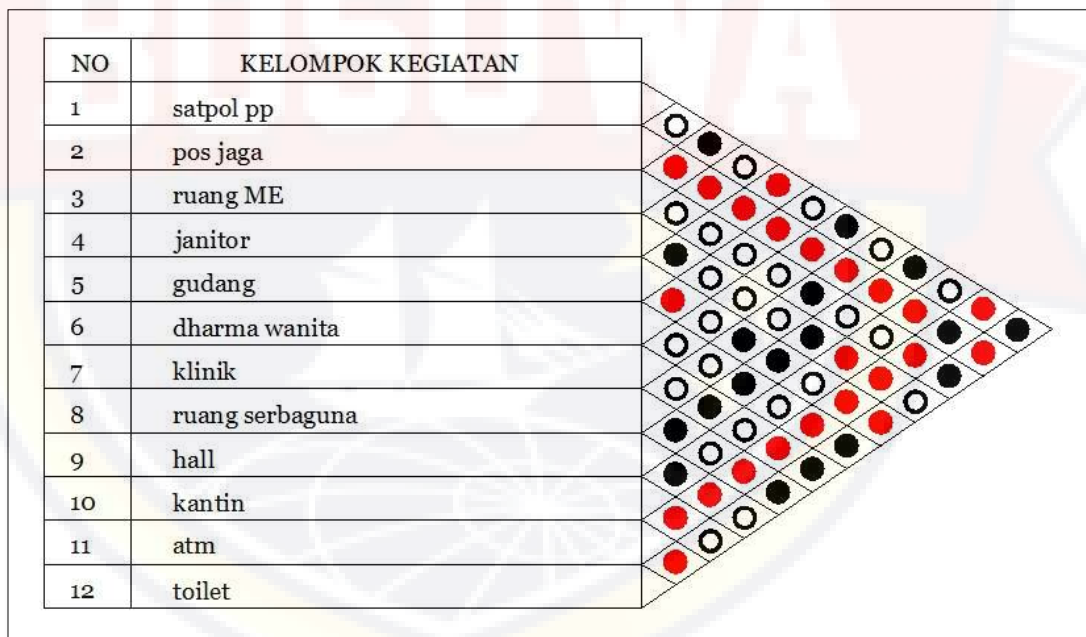 BOSOWA
NO KELOMPOK KEGIATAN
1 satpol pp
2 pos jaga
3 ruang ME
4 janitor
5 gudang
6 dharma wanita
7 klinik
8 ruang serbaguna
9 hall
10 kantin
11 atm
12 toilet